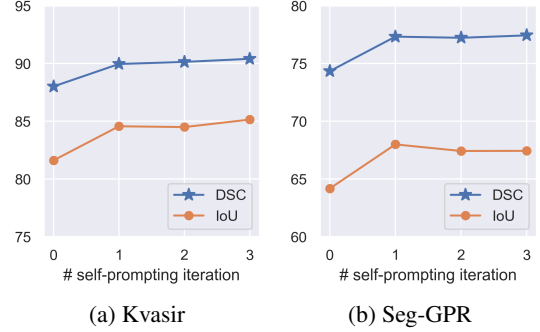 95
90
85
80
75
DSC
IoU
0 1 2 3
# self-prompting iteration
(a) Kvasir
80
75
70
65
60
DSC
IoU
0 1 2 3
# self-prompting iteration
(b) Seg-GPR